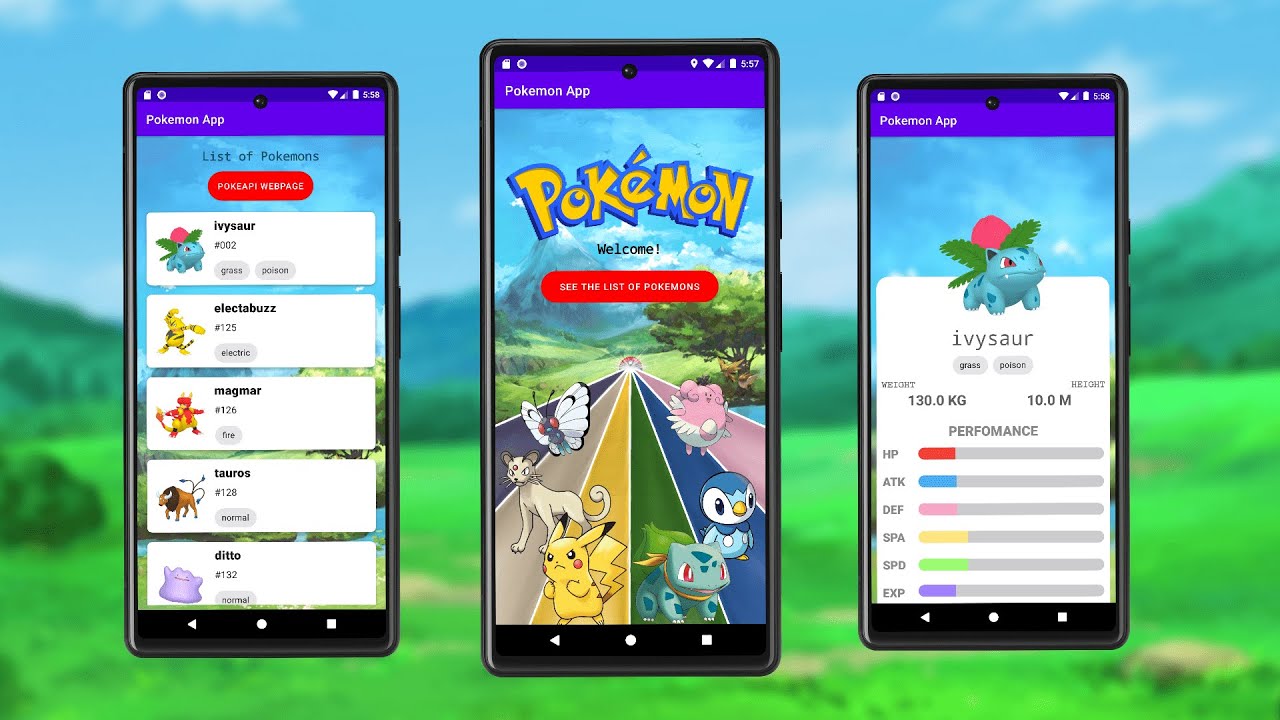 5:58
Pokemon App
List of Pokemons
POKEAPI WEBPAGE
ivysaur
#002
grass poison
electabuzz
#125
electric
magmar
#126
fire
tauros
#128
normal
ditto
#132
normal
5:57
Pokemon App
POKéMON
Welcome!
SEE THE LIST OF POKEMONS
5:58
Pokemon App
ivysaur
grass poison
WEIGHT HEIGHT
130.0 KG 10.0 M
PERFOMANCE
HP
ATK
DEF
SPA
SPD
EXP